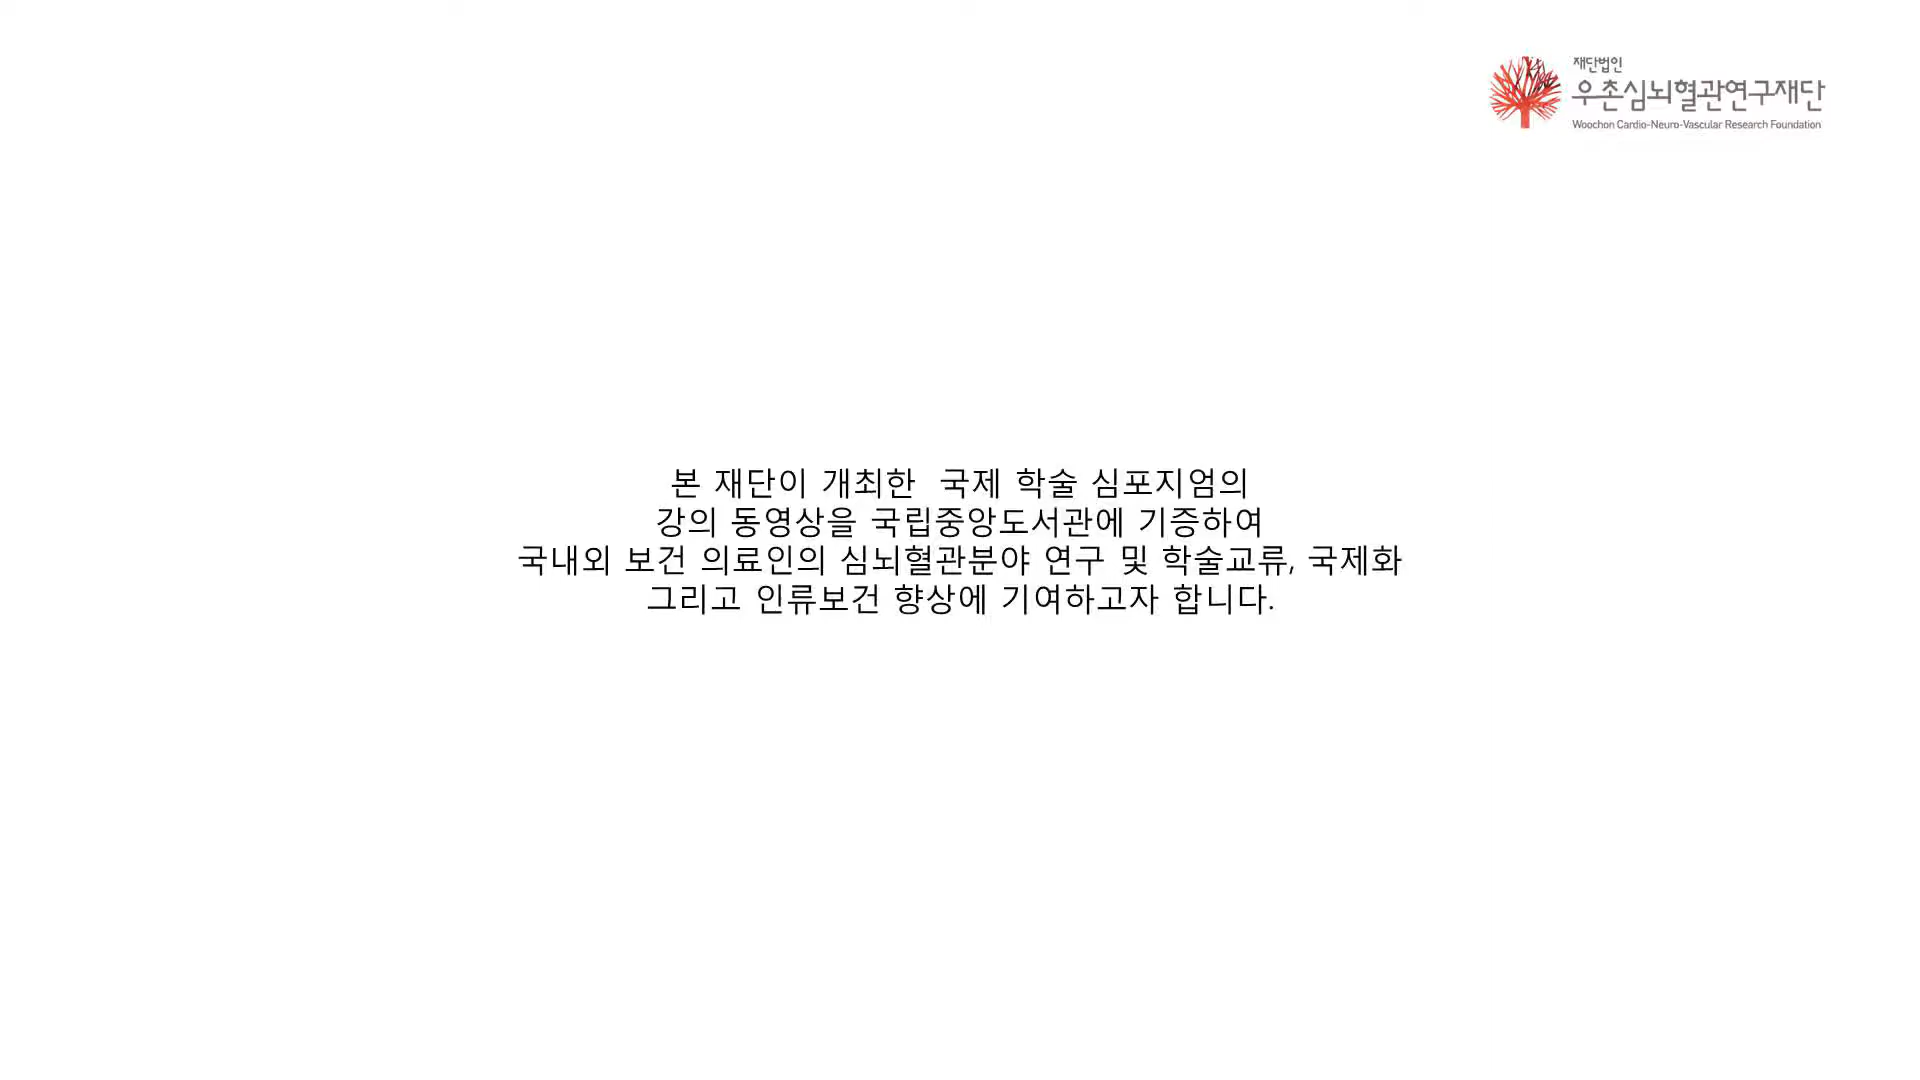 재단법인
우촌심뇌혈관연구재단
Woochon Cardio-Neuro-Vascular Research Foundation
본 재단이 개최한  국제 학술 심포지엄의
강의 동영상을 국립중앙도서관에 기증하여
국내외 보건 의료인의 심뇌혈관분야 연구 및 학술교류, 국제화
그리고 인류보건 향상에 기여하고자 합니다.